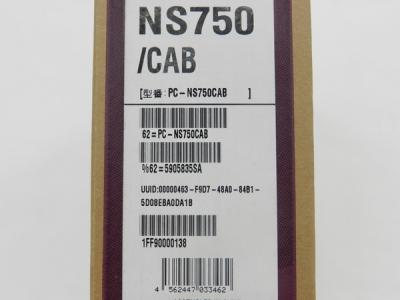 NS750
/CAB
[型番: PC-NS750CAB ]
62=PC-NS750CAB
%62=5905835SA
UUID:00000463-F9D7-48A0-84B1-
5D08EBA0DA1B
1FF90000138
4 562447 033462